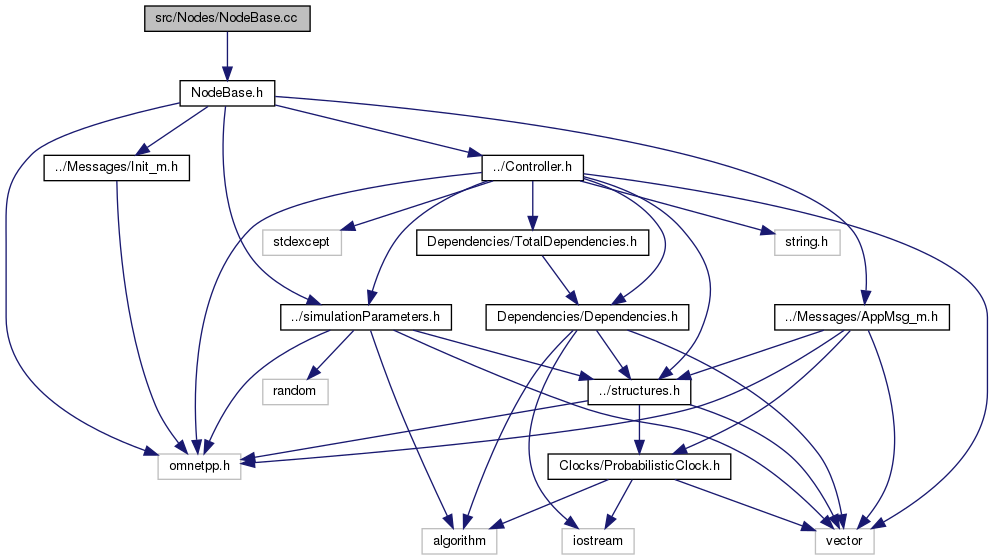 src/Nodes/NodeBase.cc
NodeBase.h
../Messages/Init_m.h
../Controller.h
stdexcept
Dependencies/TotalDependencies.h
string.h
../simulationParameters.h
Dependencies/Dependencies.h
../Messages/AppMsg_m.h
random
../structures.h
omnetpp.h
Clocks/ProbabilisticClock.h
algorithm
iostream
vector